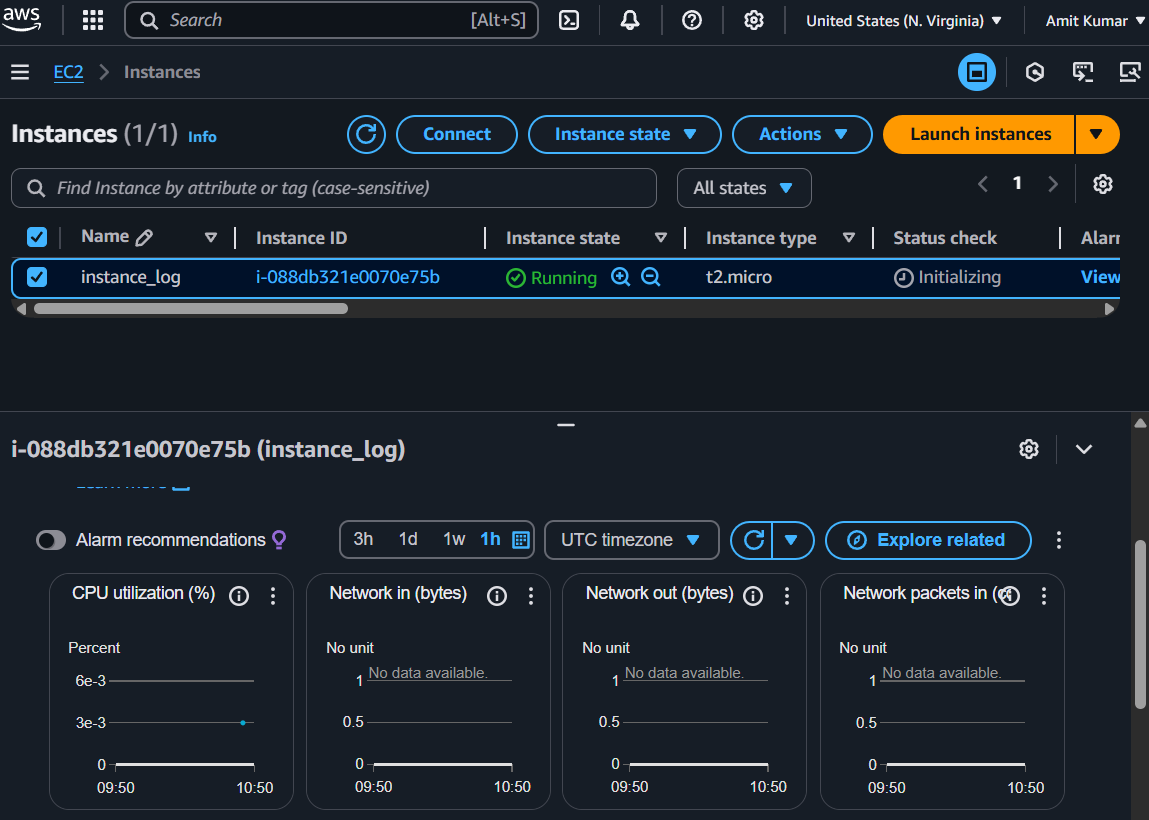 aws Search [Alt+S] United States (N. Virginia) Amit Kumar
EC2 Instances
Instances (1/1) Info Connect Instance state Actions Launch instances
Find Instance by attribute or tag (case-sensitive) All states 1
Name Instance ID Instance state Instance type Status check Alarr
instance_log i-088db321e0070e75b Running t2.micro Initializing View
i-088db321e0070e75b (instance_log)
Alarm recommendations 3h 1d 1w 1h UTC timezone Explore related
CPU utilization (%) Network in (bytes) Network out (bytes) Network packets in (c
Percent No unit No unit No unit
6e-3 1 No data available. 1 No data available. 1 No data available.
3e-3 0.5 0.5 0.5
0 0 0 0
09:50 10:50 09:50 10:50 09:50 10:50 09:50 10:50